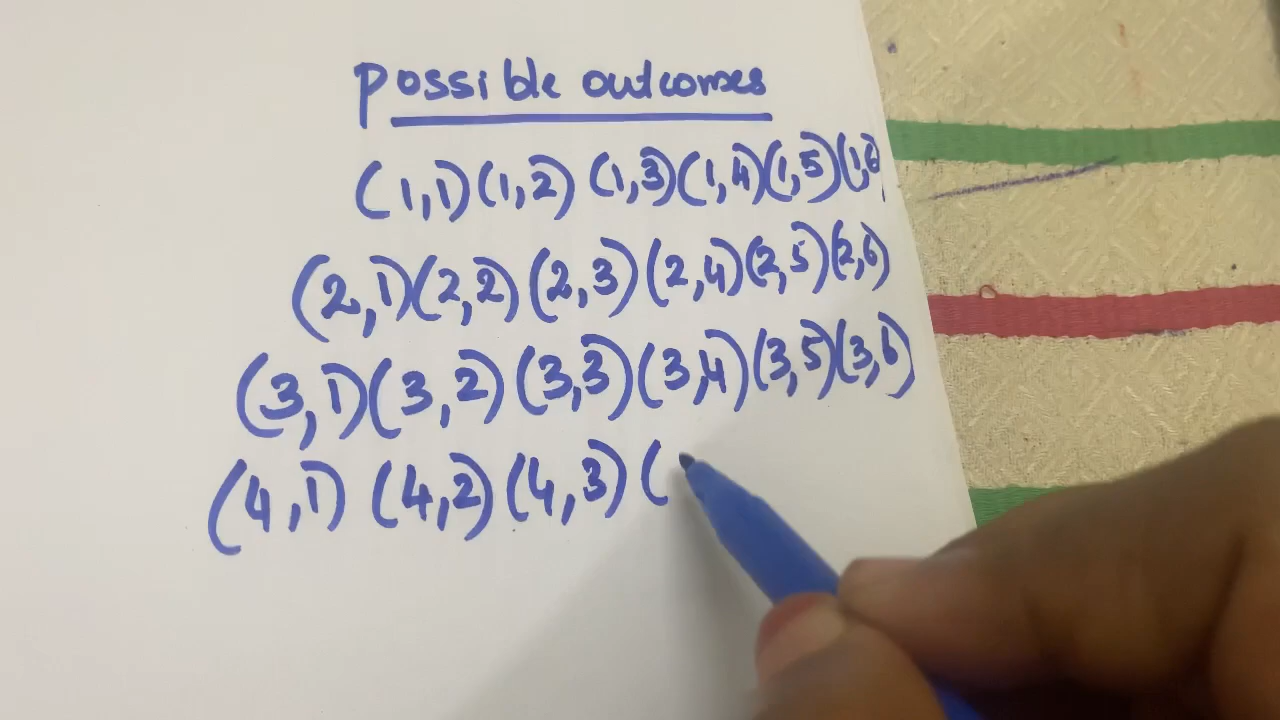 possible outcomes
(1,1) (1,2) (1,3) (1,4) (1,5) (1,6)
(2,1) (2,2) (2,3) (2,4) (2,5) (2,6)
(3,1) (3,2) (3,3) (3,4) (3,5) (3,6)
(4,1) (4,2) (4,3) (